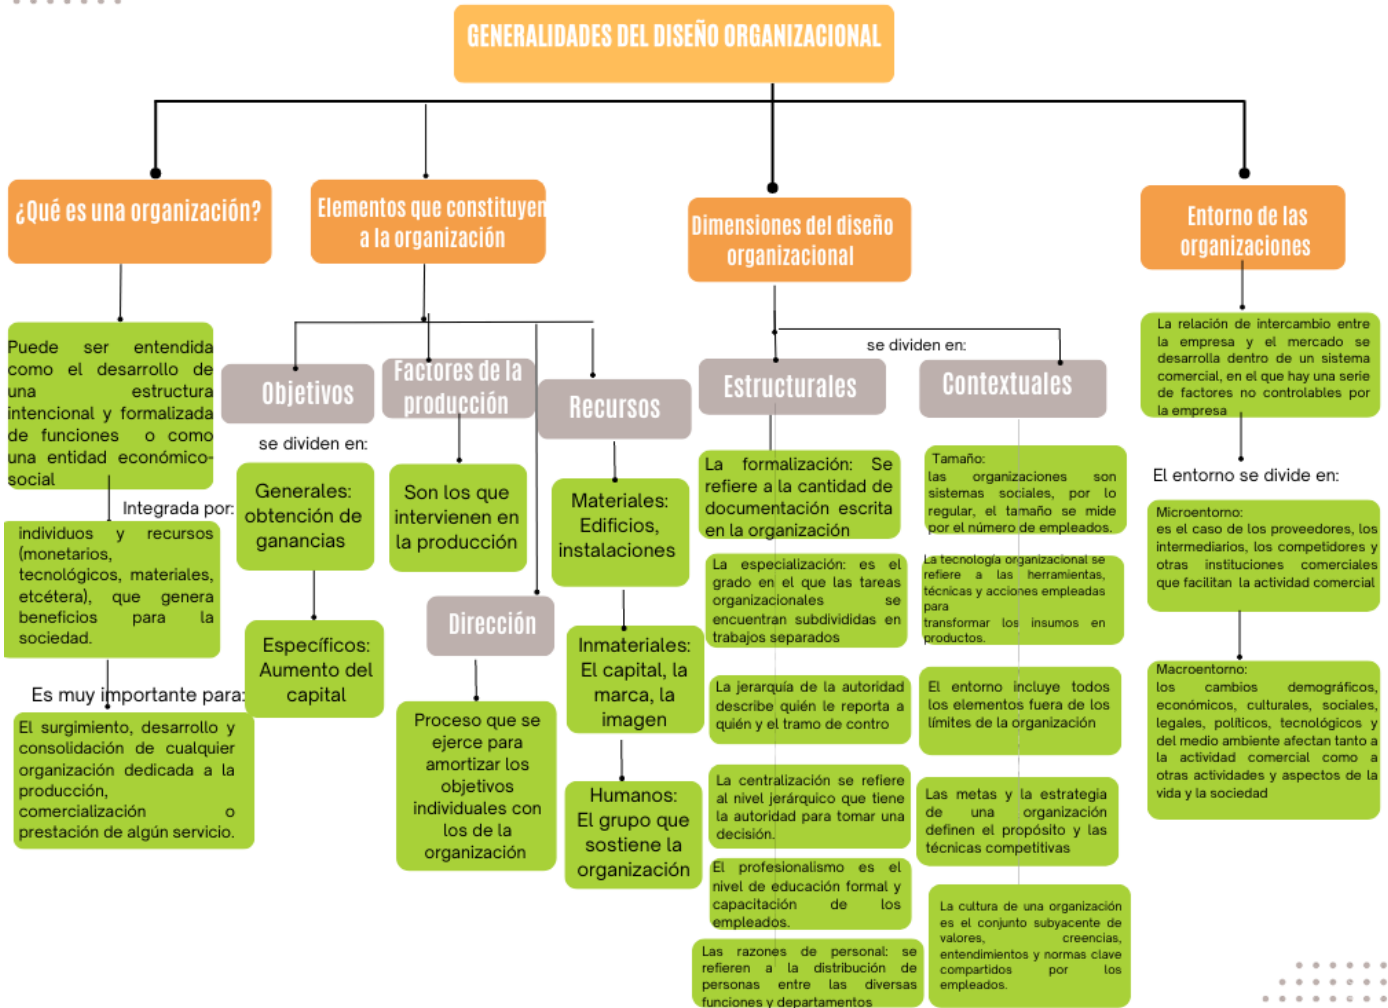 GENERALIDADES DEL DISEÑO ORGANIZACIONAL
¿Qué es una organización?
Puede ser entendida
como el desarrollo de
una estructura
intencional y formalizada
de funciones o como
una entidad económico-
social
Integrada por:
individuos y recursos
(monetarios,
tecnológicos, materiales,
etcétera), que genera
beneficios para la
sociedad.
Es muy importante para:
El surgimiento, desarrollo y
consolidación de cualquier
organización dedicada a la
producción,
comercialización o
prestación de algún servicio.
Elementos que constituyen
a la organización
Objetivos
se dividen en:
Generales:
obtención de
ganancias
Específicos:
Aumento del
capital
Factores de la
producción
Son los que
intervienen en
la producción
Dirección
Proceso que se
ejerce para
amortizar los
objetivos
individuales con
los de la
organización
Recursos
Materiales:
Edificios,
instalaciones
Inmateriales:
El capital, la
marca, la
imagen
Humanos:
El grupo que
sostiene la
organización
Dimensiones del diseño
organizacional
se dividen en:
Estructurales
La formalización: Se
refiere a la cantidad de
documentación escrita
en la organización
La especialización: es el
grado en el que las tareas
organizacionales se
encuentran subdivididas en
trabajos separados
La jerarquía de la autoridad
describe quién le reporta a
quién y el tramo de contro
La centralización se refiere
al nivel jerárquico que tiene
la autoridad para tomar una
decisión.
El profesionalismo es el
nivel de educación formal y
capacitación de los
empleados.
Las razones de personal: se
refieren a la distribución de
personas entre las diversas
funciones y departamentos
Contextuales
Tamaño:
las organizaciones son
sistemas sociales, por lo
regular, el tamaño se mide
por el número de empleados.
La tecnología organizacional se
refiere a las herramientas,
técnicas y acciones empleadas
para
transformar los insumos en
productos.
El entorno incluye todos
los elementos fuera de los
límites de la organización
Las metas y la estrategia
de una organización
definen el propósito y las
técnicas competitivas
La cultura de una organización
es el conjunto subyacente de
valores, creencias,
entendimientos y normas clave
compartidos por los
empleados.
Entorno de las
organizaciones
La relación de intercambio entre
la empresa y el mercado se
desarrolla dentro de un sistema
comercial, en el que hay una serie
de factores no controlables por
la empresa
El entorno se divide en:
Microentorno:
es el caso de los proveedores, los
intermediarios, los competidores y
otras instituciones comerciales
que facilitan la actividad comercial
Macroentorno:
los cambios demográficos,
económicos, culturales, sociales,
legales, políticos, tecnológicos y
del medio ambiente afectan tanto a
la actividad comercial como a
otras actividades y aspectos de la
vida y la sociedad